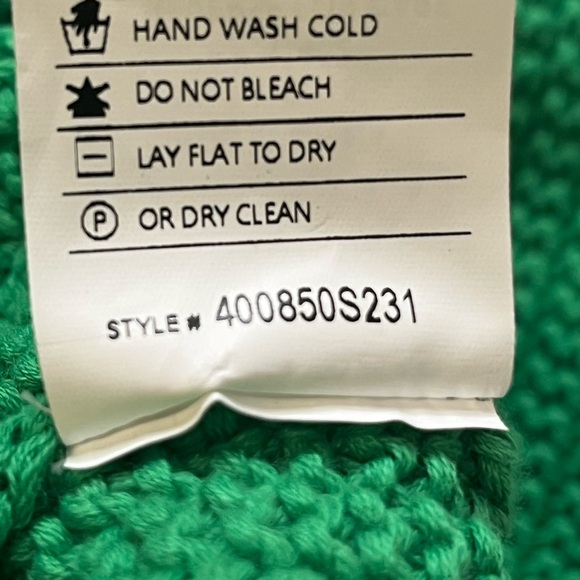 HAND WASH COLD
DO NOT BLEACH
LAY FLAT TO DRY
P OR DRY CLEAN
STYLE # 400850S231